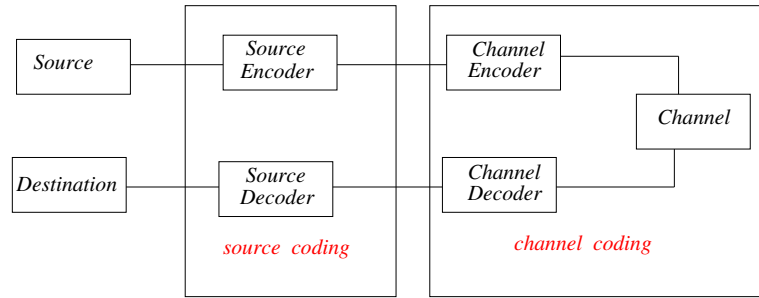 Source
Source
Encoder
Channel
Encoder
Channel
Destination
Source
Decoder
Channel
Decoder
source coding
channel coding